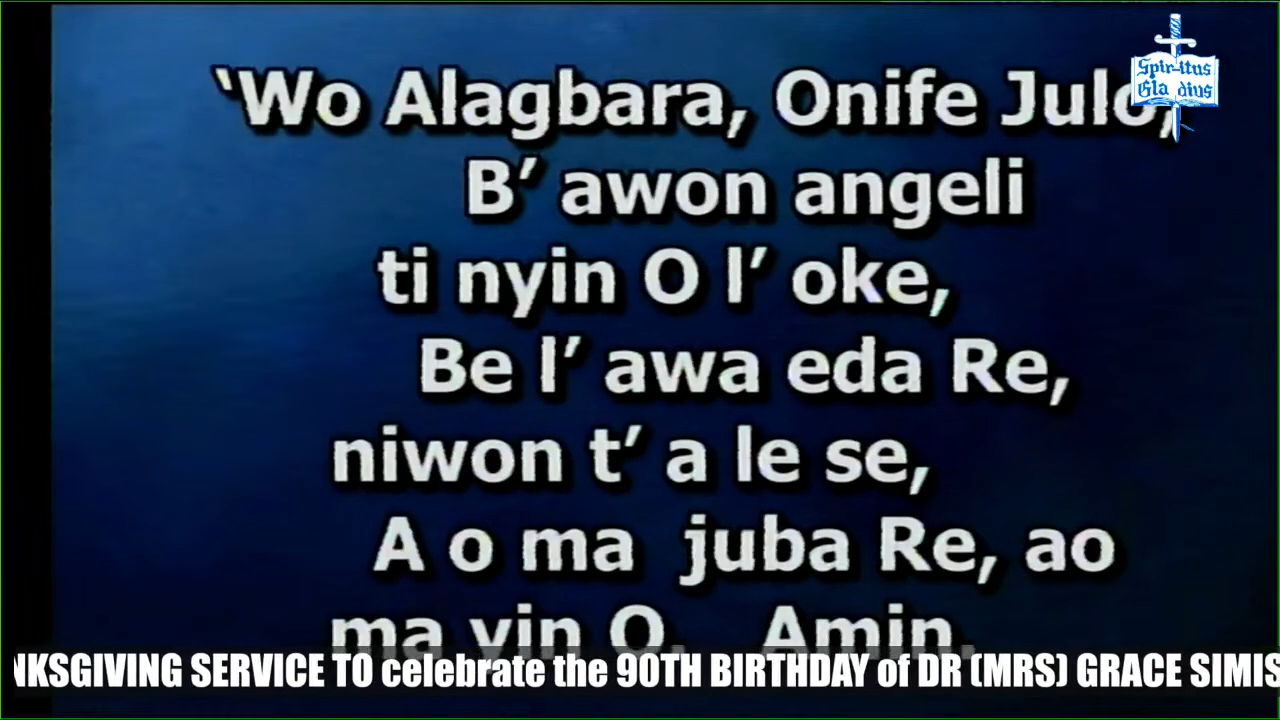 ‘Wo Alagbara, Onife Julo,
B’ awon angeli
ti nyin O l’ oke,
Be l’ awa eda Re,
niwon t’ a le se,
A o ma juba Re, ao
ma yin O. Amin.
NKSGIVING SERVICE TO celebrate the 90TH BIRTHDAY of DR (MRS) GRACE SIMIS
Spiritus
Gladius